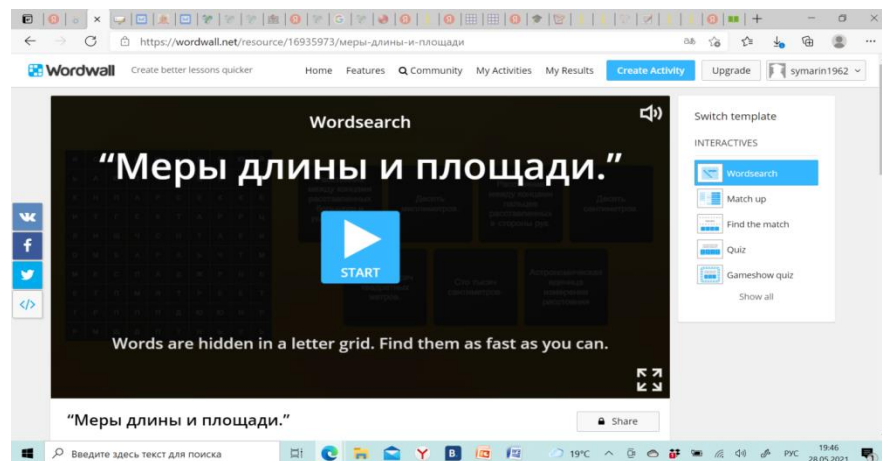 https://wordwall.net/resource/16935973/меры-длины-и-площади
Wordwall Create better lessons quicker Home Features Community My Activities My Results Create Activity Upgrade symarin1962
Wordsearch
“Меры длины и площади.”
START
Words are hidden in a letter grid. Find them as fast as you can.
“Меры длины и площади.”
Share
Switch template
INTERACTIVES
Wordsearch
Match up
Find the match
Quiz
Gameshow quiz
Show all
Введите здесь текст для поиска
19°C
РУС
19:46
28.05.2021